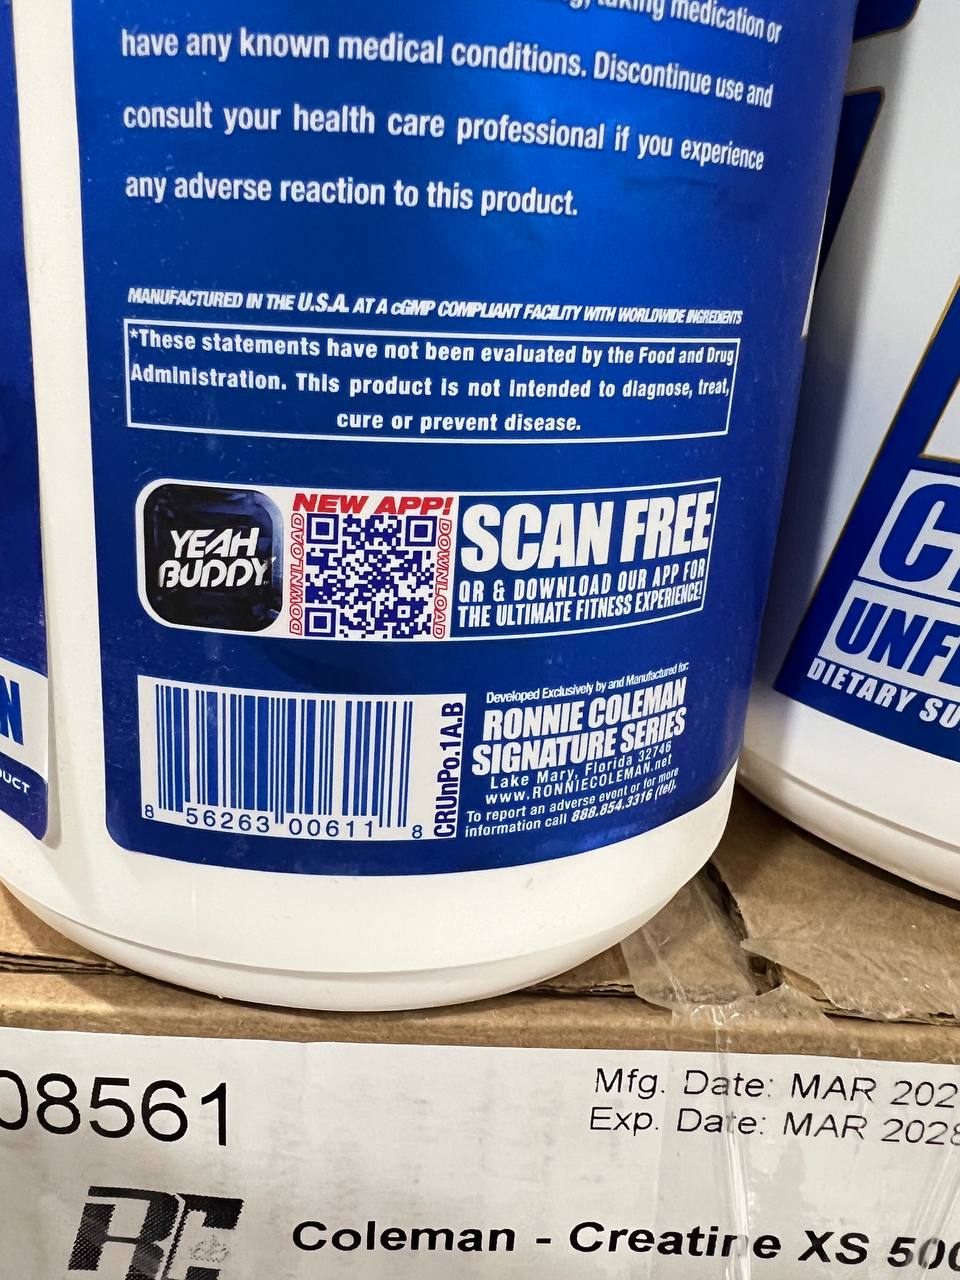 taking medication or
have any known medical conditions. Discontinue use and
consult your health care professional if you experience
any adverse reaction to this product.
MANUFACTURED IN THE U.S.A. AT A cGMP COMPLIANT FACILITY WITH WORLDWIDE INGREDIENTS
*These statements have not been evaluated by the Food and Drug
Administration. This product is not intended to diagnose, treat,
cure or prevent disease.
YEAH
BUDDY
NEW APP!
DOWNLOAD
DOWNLOAD
SCAN FREE
QR & DOWNLOAD OUR APP FOR
THE ULTIMATE FITNESS EXPERIENCE!
8 56263 00611 8
CRUnPo.1A.B
Developed Exclusively by and Manufactured for:
RONNIE COLEMAN
SIGNATURE SERIES
Lake Mary, Florida 32746
www.RONNIECOLEMAN.net
To report an adverse event or for more
information call 888.854.3316 (tel).
UNF
DIETARY SU
08561
Mfg. Date: MAR 202
Exp. Date: MAR 2028
RC
Coleman - Creatine XS 500